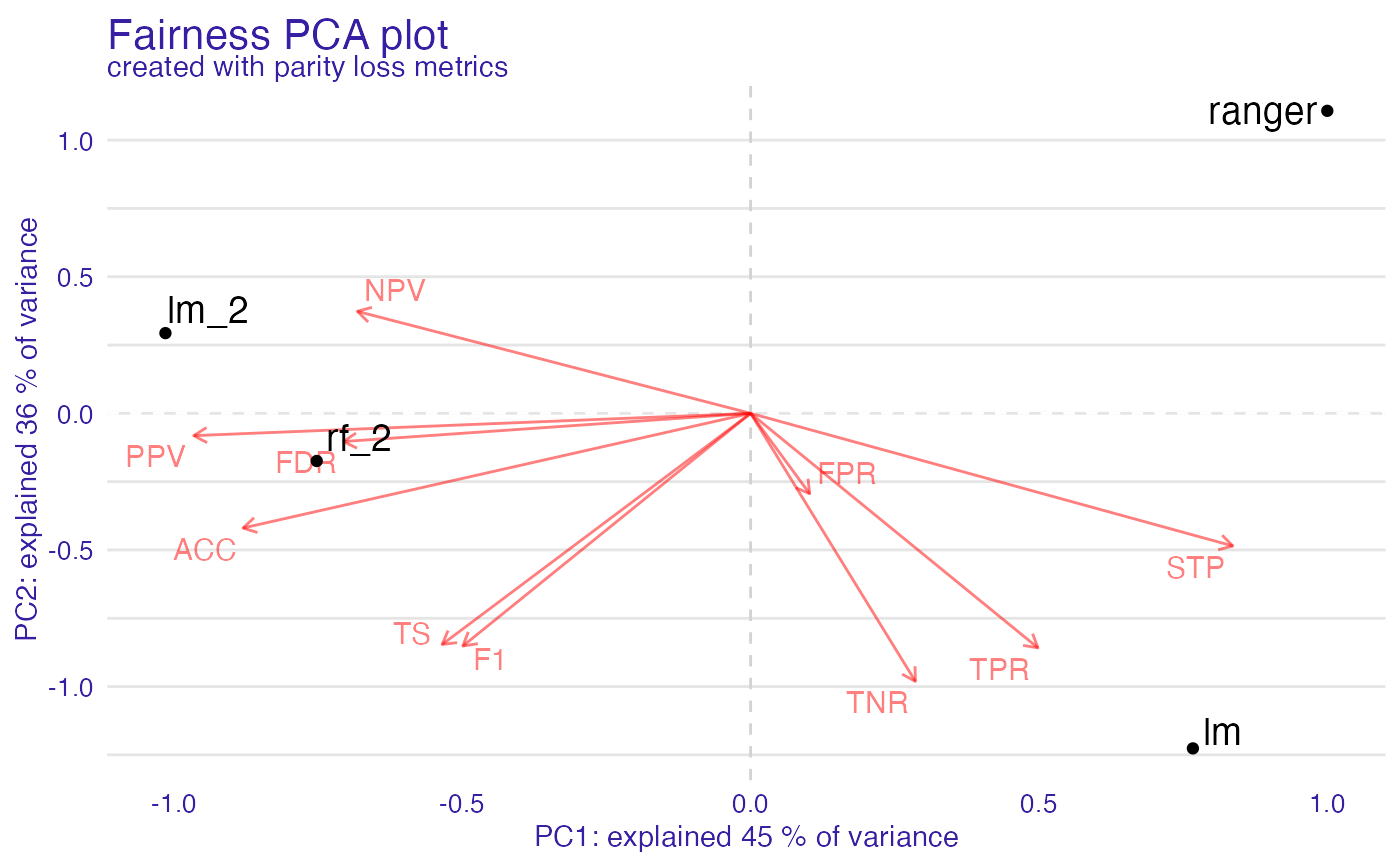 Fairness PCA plot
created with parity loss metrics
ranger
1.0
0.5
NPV
lm_2
PC2: explained 36 % of variance
0.0
rf_2
PPV
FDR
FPR
-0.5
ACC
STP
TS
F1
TPR
-1.0
TNR
lm
-1.0
-0.5
0.0
0.5
1.0
PC1: explained 45 % of variance